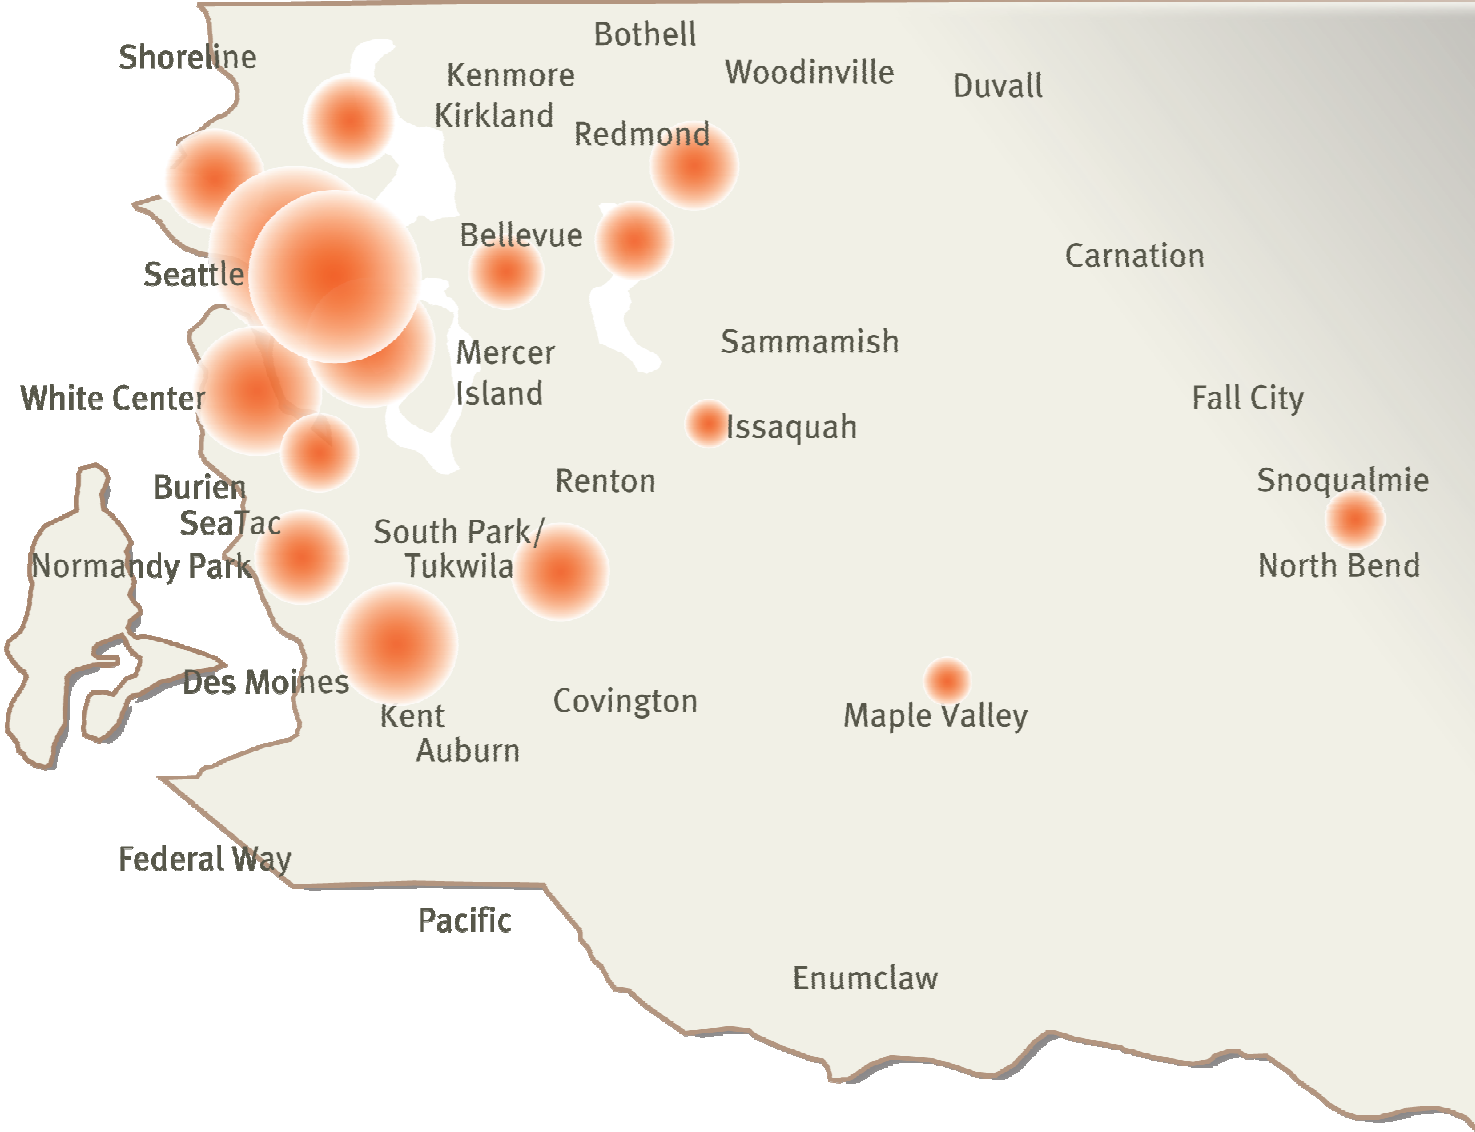 Bothell
Shoreline
Kenmore
Woodinville
Duvall
Kirkland
Redmond
Bellevue
Carnation
Seattle
Sammamish
Mercer
Island
White Center
Fall City
Issaquah
Renton
Snoqualmie
Burien
SeaTac
South Park/
Tukwila
Normandy Park
North Bend
Des Moines
Covington
Kent
Maple Valley
Auburn
Federal Way
Pacific
Enumclaw